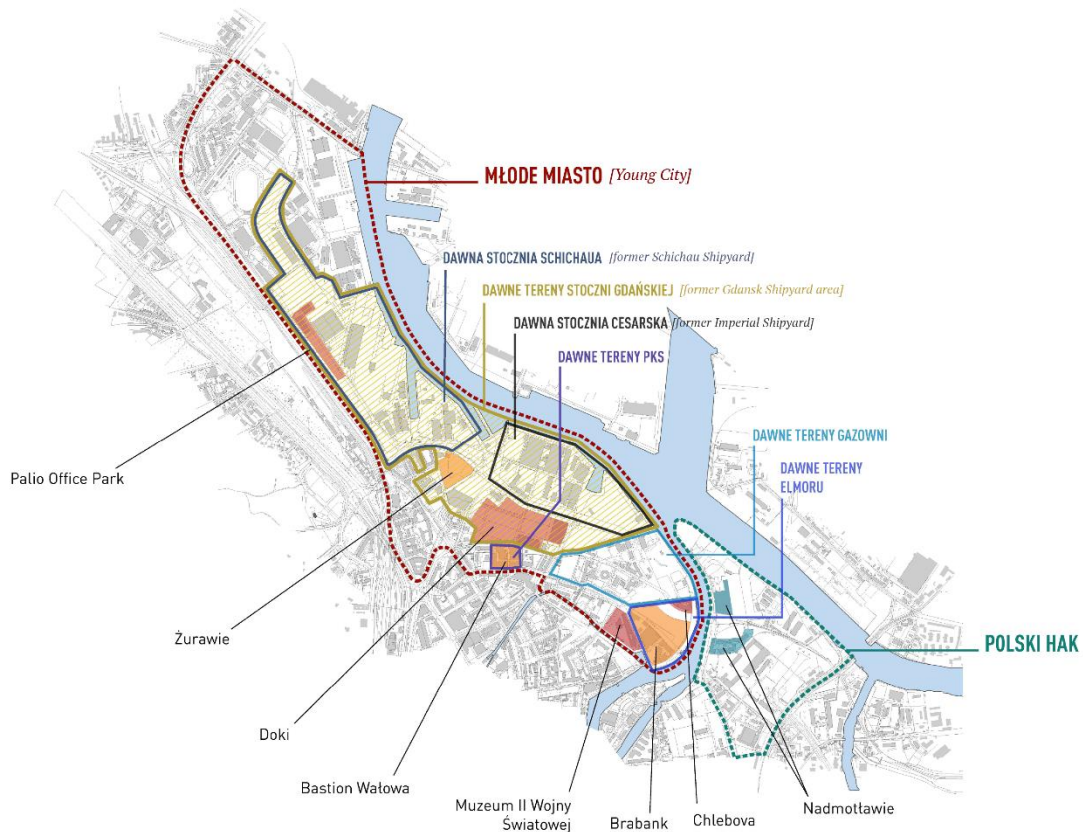 MŁODE MIASTO [Young City]
DAWNA STOCZNIA SCHICHAUA [former Schichau Shipyard]
DAWNE TERENY STOCZNI GDAŃSKIEJ [former Gdansk Shipyard area]
DAWNA STOCZNIA CESARSKA [former Imperial Shipyard]
DAWNE TERENY PKS
DAWNE TERENY GAZOWNI
DAWNE TERENY
ELMORU
Palio Office Park
Żurawie
POLSKI HAK
Doki
Bastion Wałowa
Muzeum II Wojny
Światowej
Brabank
Chlebova
Nadmotławie